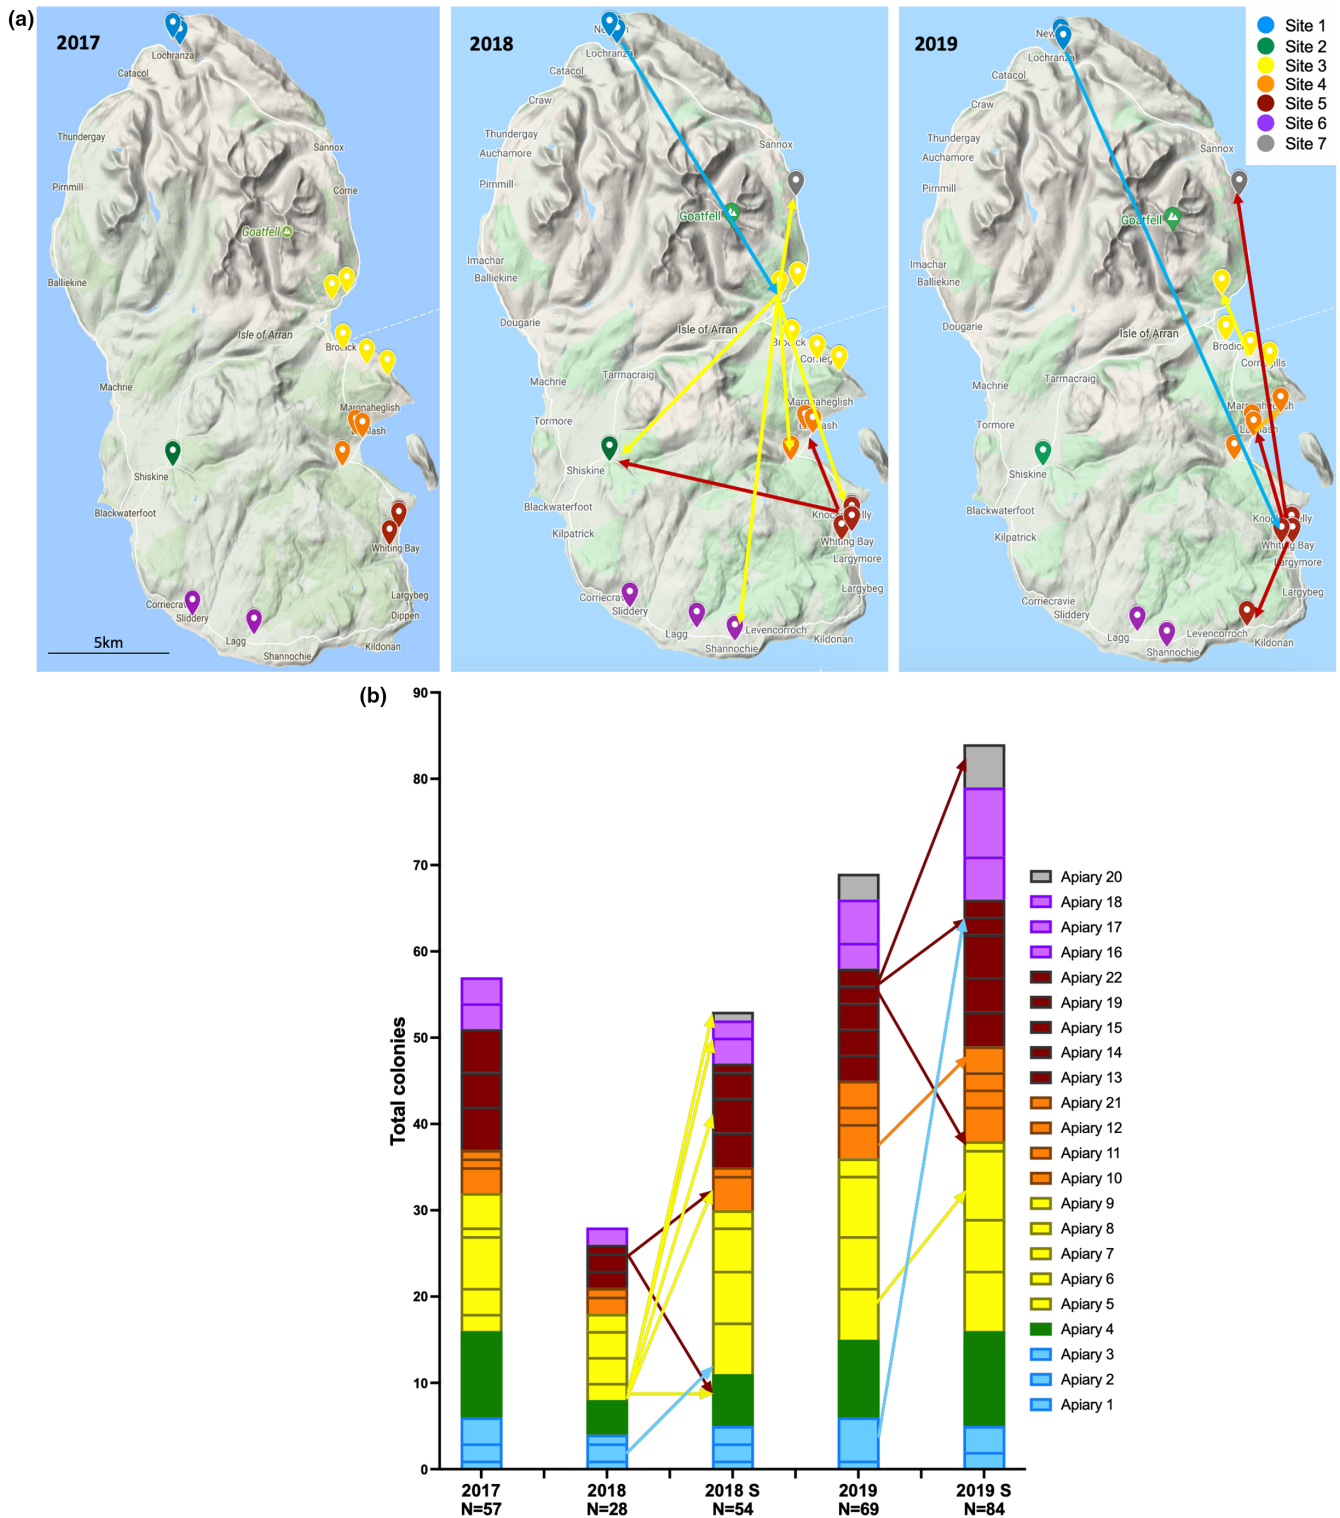 (a)
2017
Lochranza
Catacol
Thundergay
Sannox
Pirnmill
Corrie
Goatfell
Balliekine
Isle of Arran
Brodick
Machrie
Margnaheglish
Shiskine
Blackwaterfoot
Whiting Bay
Corriecravie
Sliddery
Largybeg
Dippen
Lagg
Kildonan
Shannochie
5km
2018
Lochranza
Catacol
Craw
Thundergay
Auchamore
Sannox
Pirnmill
Goatfell
Imachar
Balliekine
Dougarie
Isle of Arran
Tarrnacraig
Machrie
Margnaheglish
Tormore
Shiskine
Blackwaterfoot
Kilpatrick
Whiting Bay
Largymore
Largybeg
Sliddery
Lagg
Levencorroch
Kildonan
Shannochie
2019
Lochranza
Catacol
Craw
Thundergay
Auchamore
Sannox
Pirnmill
Goatfell
Imachar
Balliekine
Dougarie
Isle of Arran
Tarrnacraig
Machrie
Tormore
Shiskine
Blackwaterfoot
Kilpatrick
Whiting Bay
Largymore
Largybeg
Corriecravie
Sliddery
Lagg
Levencorroch
Kildonan
Shannochie
Site 1
Site 2
Site 3
Site 4
Site 5
Site 6
Site 7
(b)
Total colonies
90
80
70
60
50
40
30
20
10
0
2017
N=57
2018
N=28
2018 S
N=54
2019
N=69
2019 S
N=84
Apiary 20
Apiary 18
Apiary 17
Apiary 16
Apiary 22
Apiary 19
Apiary 15
Apiary 14
Apiary 13
Apiary 21
Apiary 12
Apiary 11
Apiary 10
Apiary 9
Apiary 8
Apiary 7
Apiary 6
Apiary 5
Apiary 4
Apiary 3
Apiary 2
Apiary 1